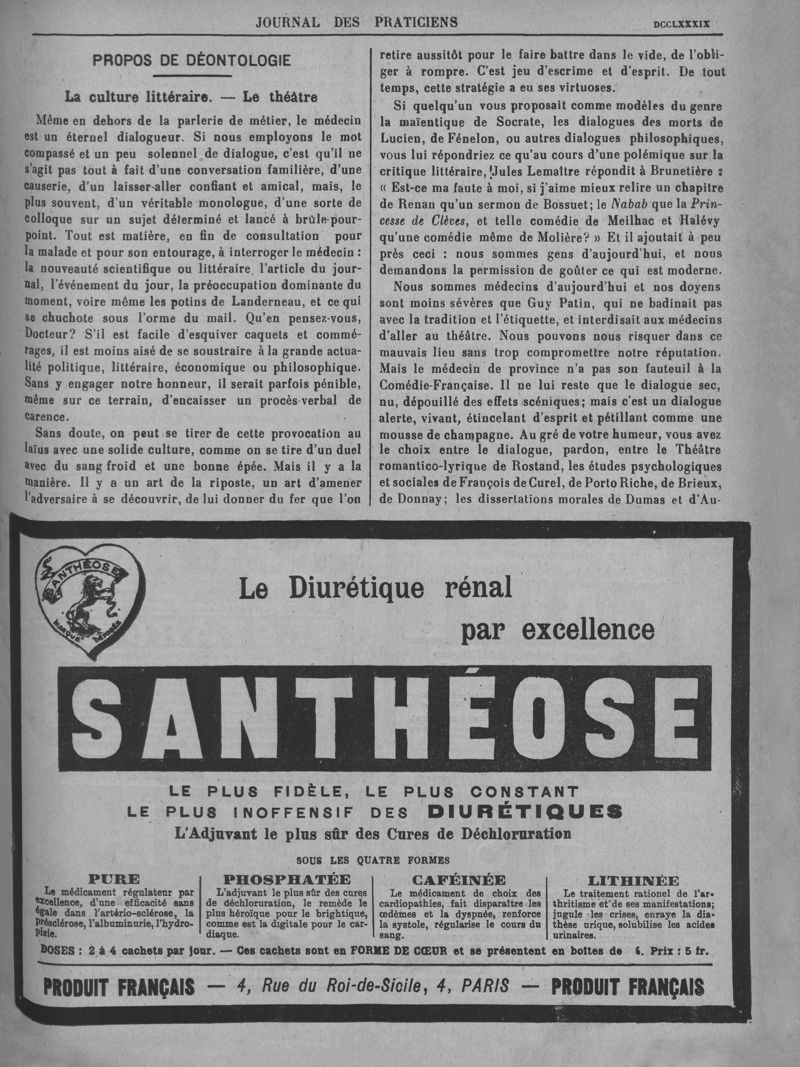 JOURNAL DES PRATICIENS
DCCLXXXIX
PROPOS DE DÉONTOLOGIE
La culture littéraire. — Le théâtre
Même en dehors de la parlerie de métier, le médecin
est un éternel dialogueur. Si nous employons le mot
compassé et un peu solennel de dialogue, c'est qu'il ne
s'agit pas tout à fait d'une conversation familière, d'une
causerie, d'un laisser-aller confiant et amical, mais, le
plus souvent, d'un véritable monologue, d'une sorte de
colloque sur un sujet déterminé et lancé à brûle-pour-
point. Tout est matière, en fin de consultation pour
la malade et pour son entourage, à interroger le médecin :
la nouveauté scientifique ou littéraire, l'article du jour-
nal, l'événement du jour, la préoccupation dominante du
moment, voire même les potins de Landerneau, et ce qui
se chuchote sous l'orme du mail. Qu'en pensez-vous,
Docteur? S'il est facile d'esquiver caquets et commé-
rages, il est moins aisé de se soustraire à la grande actua-
lité politique, littéraire, économique ou philosophique.
Sans y engager notre honneur, il serait parfois pénible,
même sur ce terrain, d'encaisser un procès-verbal de
carence.
Sans doute, on peut se tirer de cette provocation au
laïus avec une solide culture, comme on se tire d'un duel
avec du sang froid et une bonne épée. Mais il y a la
manière. Il y a un art de la riposte, un art d'amener
l'adversaire à se découvrir, de lui donner du fer que l'on
retire aussitôt pour le faire battre dans le vide, de l'obli-
ger à rompre. C'est jeu d'escrime et d'esprit. De tout
temps, cette stratégie a eu ses virtuoses.
Si quelqu'un vous proposait comme modèles du genre
la maïentique de Socrate, les dialogues des morts de
Lucien, de Fénelon, ou autres dialogues philosophiques,
vous lui répondriez ce qu'au cours d'une polémique sur la
critique littéraire, Jules Lemaître répondit à Brunetière :
« Est-ce ma faute à moi, si j'aime mieux relire un chapitre
de Renan qu'un sermon de Bossuet; le Nabab que la Prin-
cesse de Clèves, et telle comédie de Meilhac et Halévy
qu'une comédie même de Molière? » Et il ajoutait à peu
près ceci : nous sommes gens d'aujourd'hui, et nous
demandons la permission de goûter ce qui est moderne.
Nous sommes médecins d'aujourd'hui et nos doyens
sont moins sévères que Guy Patin, qui ne badinait pas
avec la tradition et l'étiquette, et interdisait aux médecins
d'aller au théâtre. Nous pouvons nous risquer dans ce
mauvais lieu sans trop compromettre notre réputation.
Mais le médecin de province n'a pas son fauteuil à la
Comédie-Française. Il ne lui reste que le dialogue sec,
nu, dépouillé des effets scéniques; mais c'est un dialogue
alerte, vivant, étincelant d'esprit et pétillant comme une
mousse de champagne. Au gré de votre humeur, vous avez
le choix entre le dialogue, pardon, entre le Théâtre
romantico-lyrique de Rostand, les études psychologiques
et sociales de François de Curel, de Porto Riche, de Brieux,
de Donnay; les dissertations morales de Dumas et d'Au-
SANTHÉOSE
MARQUE DÉPOSÉE
Le Diurétique rénal
par excellence
SANTHÉOSE
LE PLUS FIDÈLE, LE PLUS CONSTANT
LE PLUS INOFFENSIF DES DIURÉTIQUES
L'Adjuvant le plus sûr des Cures de Déchloruration
SOUS LES QUATRE FORMES
PURE
Le médicament régulateur par
excellence, d'une efficacité sans
égale dans l'artério-sclérose, la
présclérose, l'albuminurie, l'hydro-
pisie.
PHOSPHATÉE
L'adjuvant le plus sûr des cures
de déchloruration, le remède le
plus héroïque pour le brightique,
comme est la digitale pour le car-
diaque.
CAFÉINÉE
Le médicament de choix des
cardiopathies, fait disparaître les
œdèmes et la dyspnée, renforce
la systole, régularise le cours du
sang.
LITHINÉE
Le traitement rationel de l'ar-
thritisme et de ses manifestations;
jugule les crises, enraye la dia-
thèse urique, solubilise les acides
urinaires.
DOSES : 2 à 4 cachets par jour. — Ces cachets sont en FORME DE CŒUR et se présentent en boîtes de 4. Prix : 5 fr.
PRODUIT FRANÇAIS — 4, Rue du Roi-de-Sicile, 4, PARIS — PRODUIT FRANÇAIS